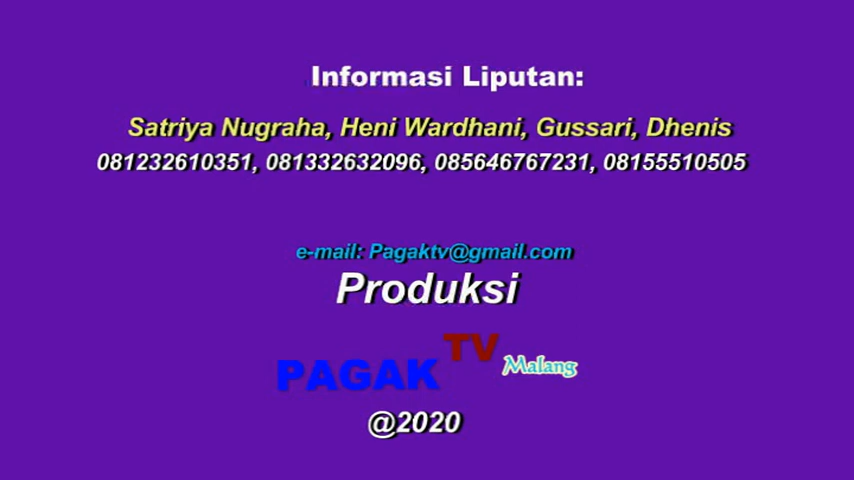 Informasi Liputan:
Satriya Nugraha, Heni Wardhani, Gussari, Dhenis
081232610351, 081332632096, 085646767231, 08155510505
e-mail: Pagaktv@gmail.com
Produksi
PAGAK TV Malang
@2020